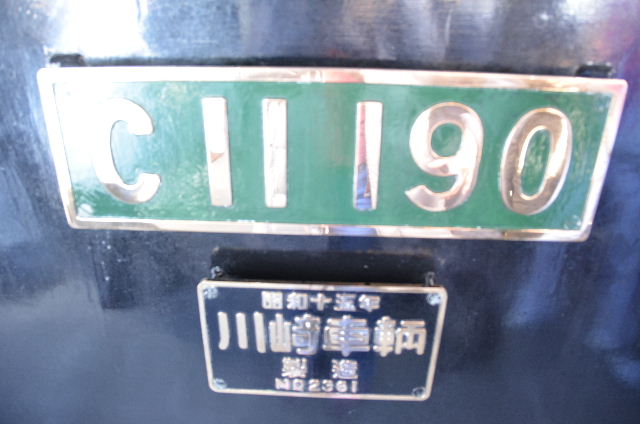 C11 190
昭和十五年
川崎車輌
製造
NO2361